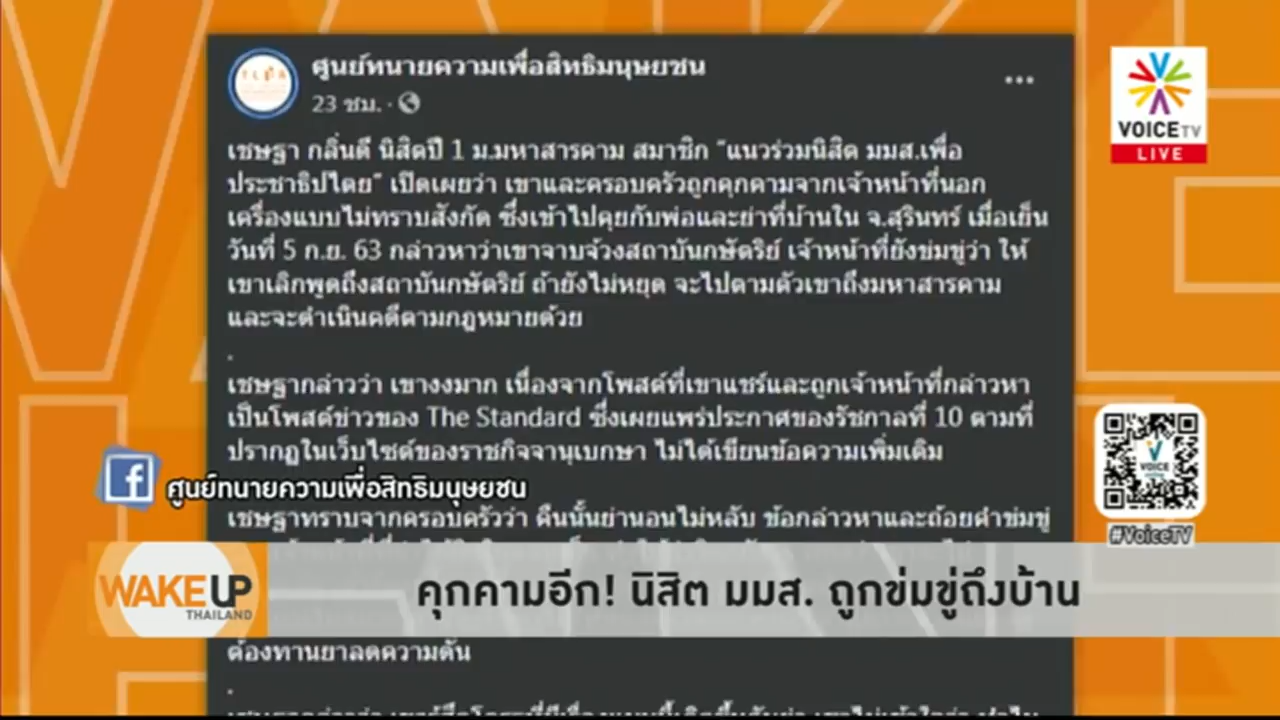 ศูนย์ทนายความเพื่อสิทธิมนุษยชน
23 ชม.
เชษฐา กลิ่นดี นิสิตปี 1 ม.มหาสารคาม สมาชิก “แนวร่วมนิสิต มมส.เพื่อ
ประชาธิปไตย” เปิดเผยว่า เขาและครอบครัวถูกคุกคามจากเจ้าหน้าที่นอก
เครื่องแบบไม่ทราบสังกัด ซึ่งเข้าไปคุยกับพ่อและย่าที่บ้านใน จ.สุรินทร์ เมื่อเย็น
วันที่ 5 ก.ย. 63 กล่าวหาว่าเขาจาบจ้วงสถาบันกษัตริย์ เจ้าหน้าที่ยังข่มขู่ว่า ให้
เขาเลิกพูดถึงสถาบันกษัตริย์ ถ้ายังไม่หยุด จะไปตามตัวเขาถึงมหาสารคาม
และจะดำเนินคดีตามกฎหมายด้วย
.
เชษฐากล่าวว่า เขางงมาก เนื่องจากโพสต์ที่เขาแชร์และถูกเจ้าหน้าที่กล่าวหา
เป็นโพสต์ข่าวของ The Standard ซึ่งเผยแพร่ประกาศของรัชกาลที่ 10 ตามที่
ปรากฏในเว็บไซต์ของราชกิจจานุเบกษา ไม่ได้เขียนข้อความเพิ่มเติม
ศูนย์ทนายความเพื่อสิทธิมนุษยชน
เชษฐาทราบจากครอบครัวว่า คืนนั้นย่านอนไม่หลับ ข้อกล่าวหาและถ้อยคำข่มขู่
ต้องทานยาลดความดัน
.
WAKE UP
THAILAND
คุกคามอีก! นิสิต มมส. ถูกข่มขู่ถึงบ้าน
VOICE TV
LIVE
VOICE
#VoiceTV